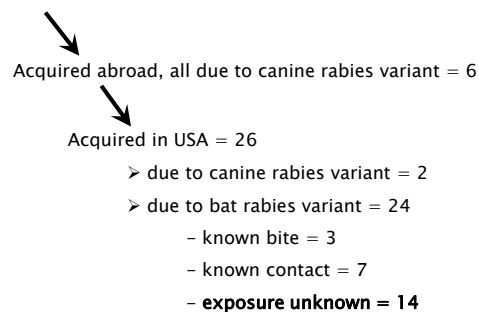 Acquired abroad, all due to canine rabies variant = 6
Acquired in USA = 26
➢ due to canine rabies variant = 2
➢ due to bat rabies variant = 24
– known bite = 3
– known contact = 7
– exposure unknown = 14